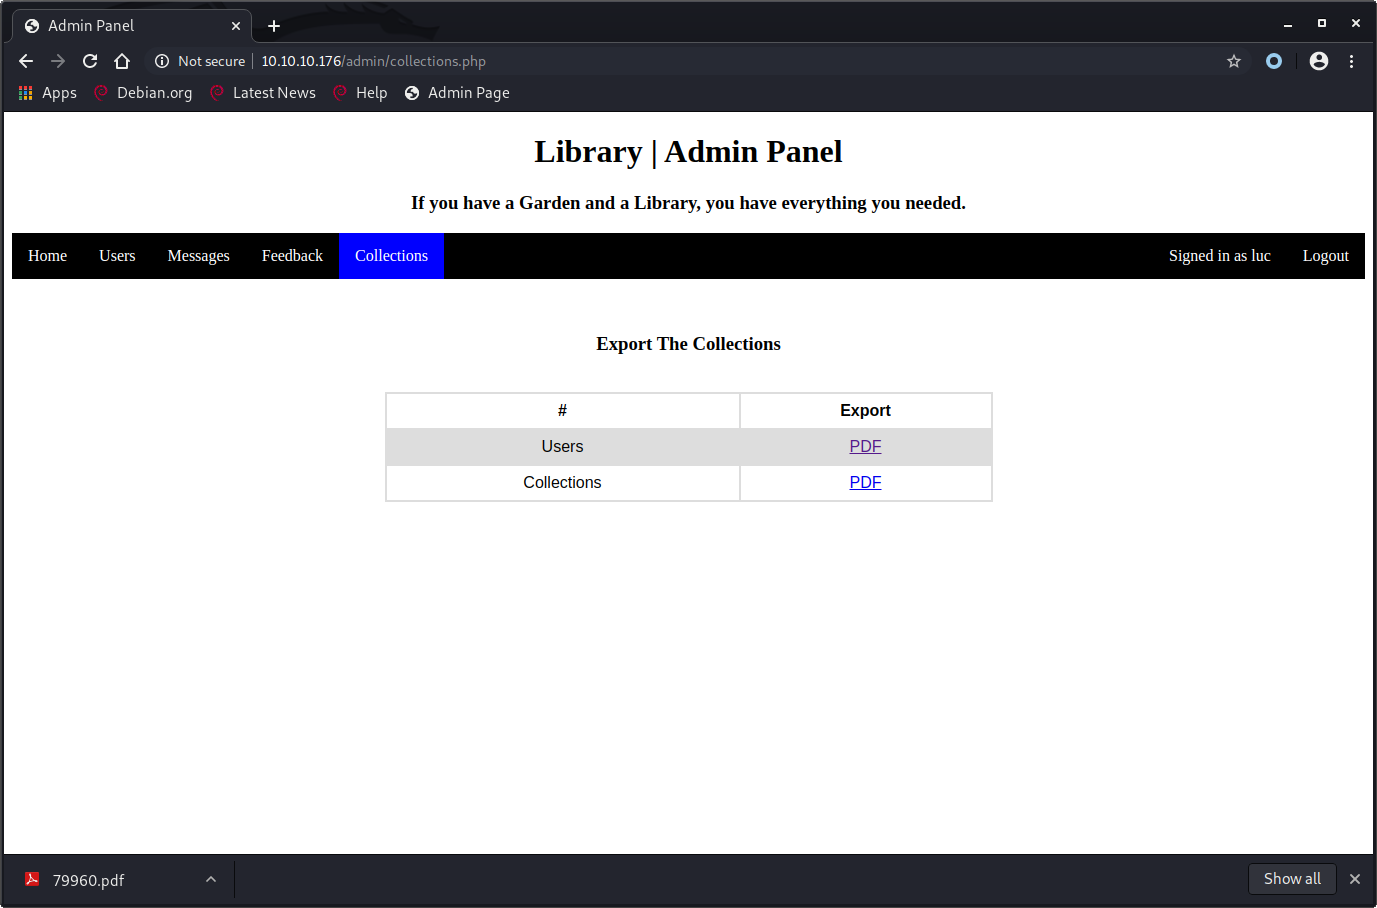 Admin Panel
Not secure | 10.10.10.176/admin/collections.php
Apps Debian.org Latest News Help Admin Page
Library | Admin Panel
If you have a Garden and a Library, you have everything you needed.
Home Users Messages Feedback Collections Signed in as luc Logout
Export The Collections
# Export
Users PDF
Collections PDF
79960.pdf Show all